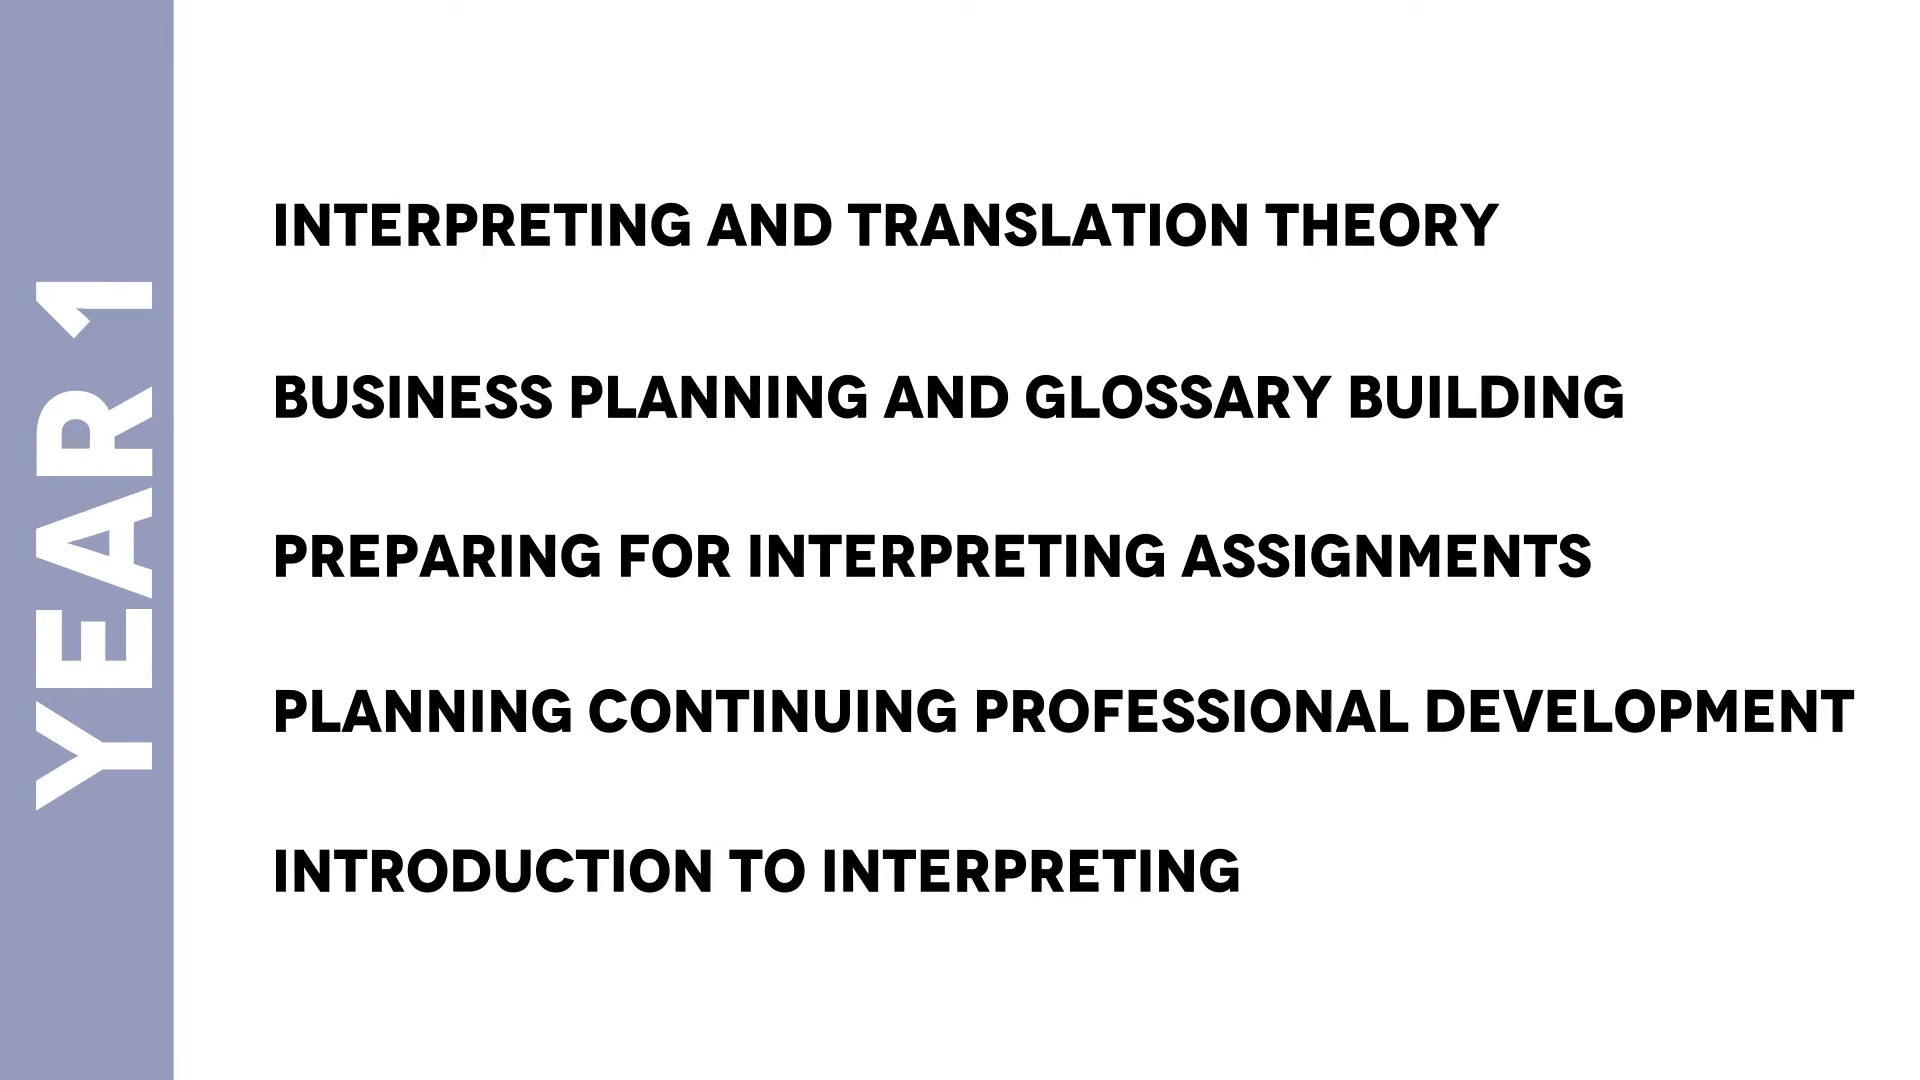 YEAR 1
INTERPRETING AND TRANSLATION THEORY
BUSINESS PLANNING AND GLOSSARY BUILDING
PREPARING FOR INTERPRETING ASSIGNMENTS
PLANNING CONTINUING PROFESSIONAL DEVELOPMENT
INTRODUCTION TO INTERPRETING